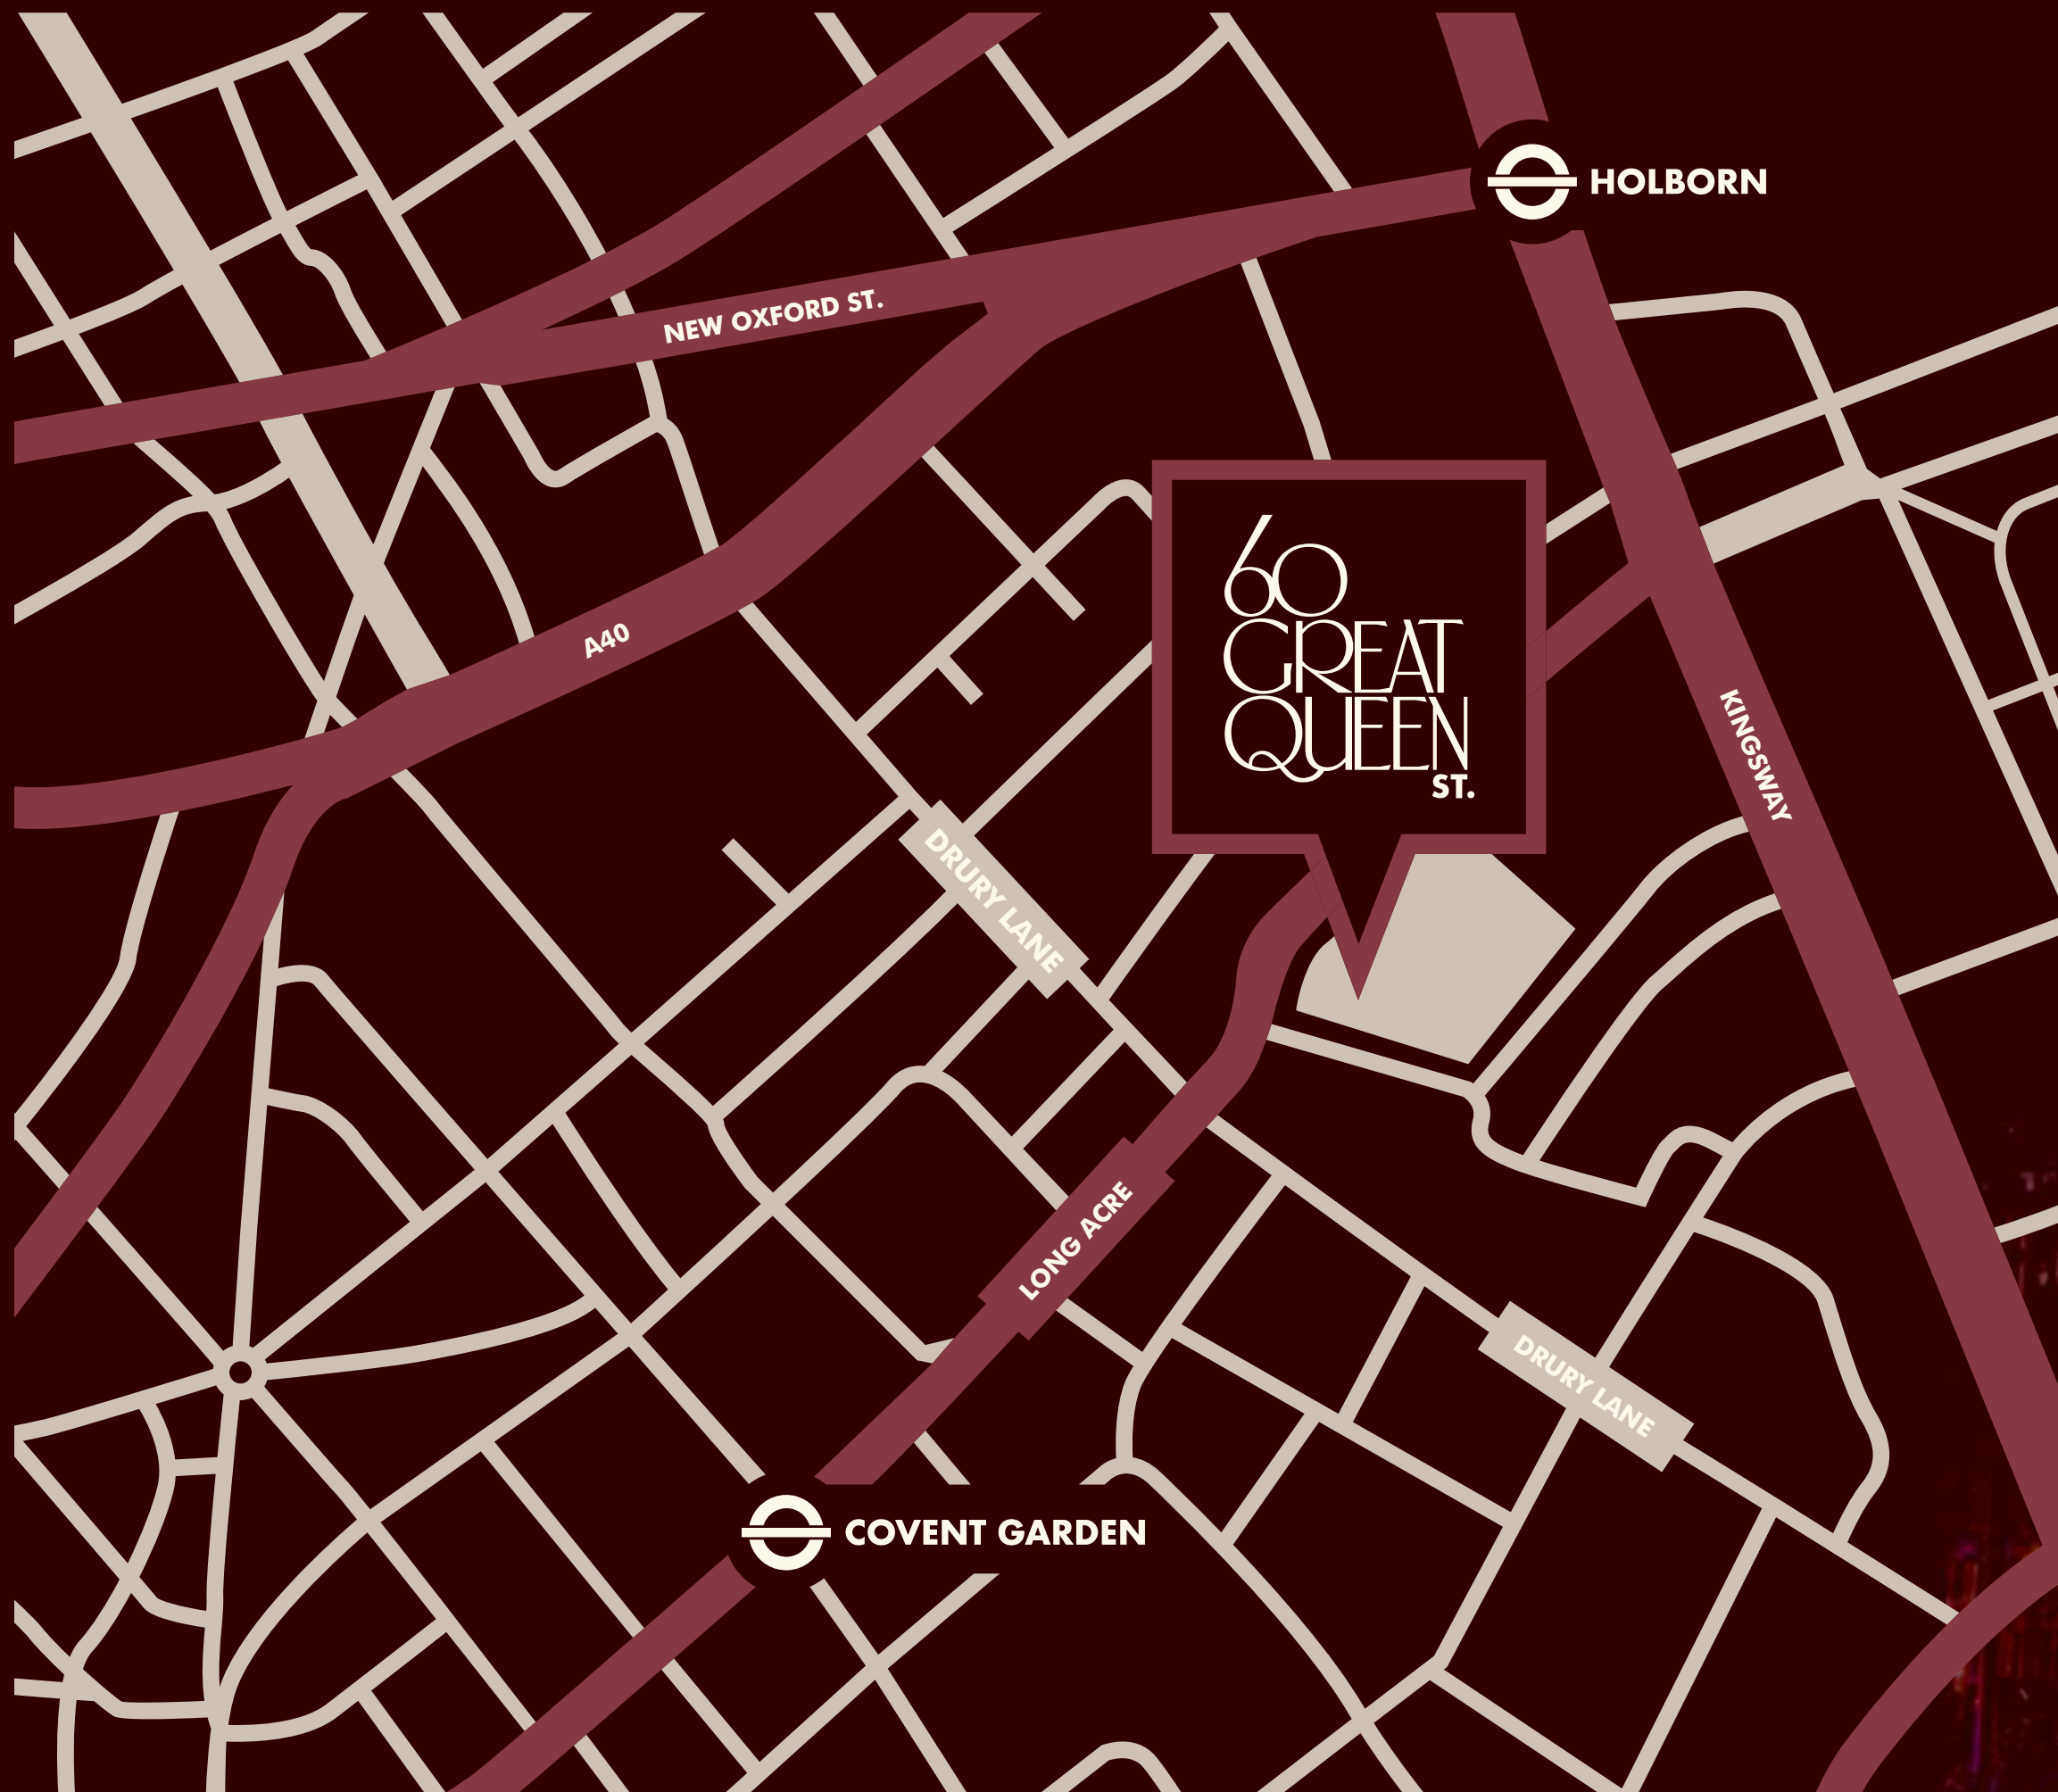 HOLBORN
NEW OXFORD ST.
A40
60
GREAT
QUEEN
ST.
KINGSWAY
DRURY LANE
LONG ACRE
DRURY LANE
COVENT GARDEN